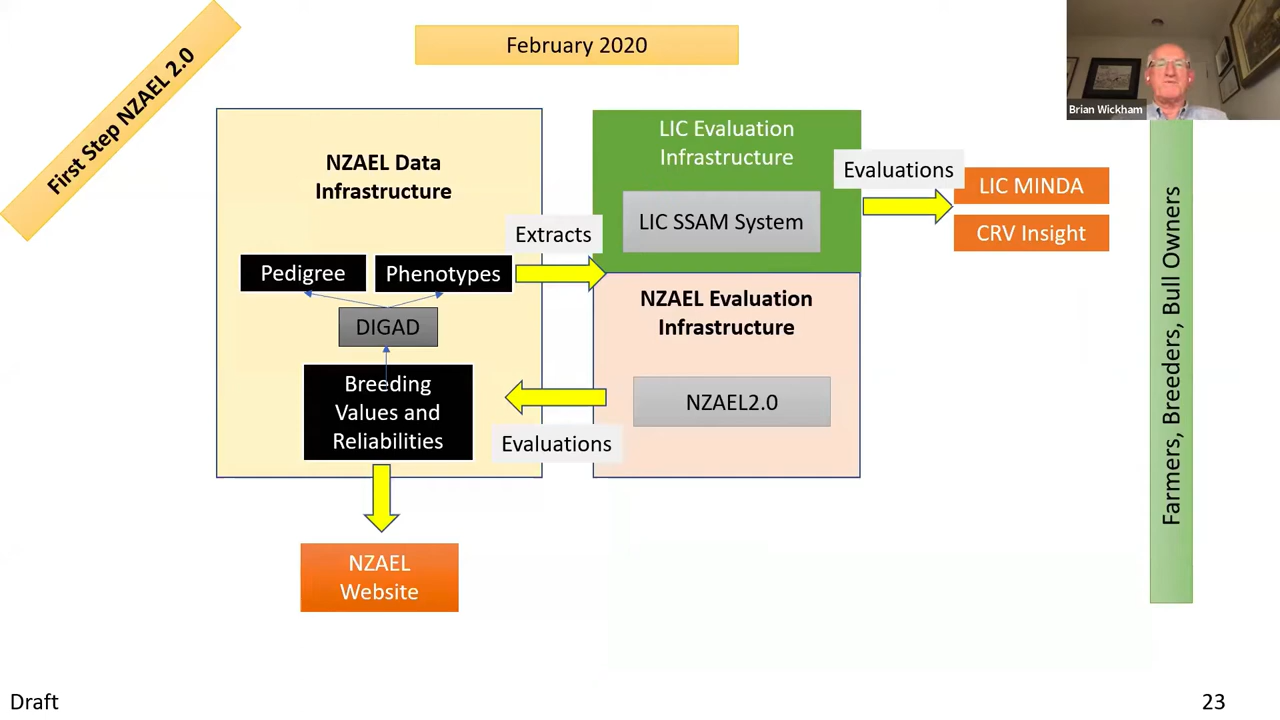 First Step NZAEL 2.0
February 2020
Brian Wickham
NZAEL Data
Infrastructure
Pedigree
Phenotypes
DIGAD
Breeding
Values and
Reliabilities
Extracts
LIC Evaluation
Infrastructure
LIC SSAM System
NZAEL Evaluation
Infrastructure
NZAEL2.0
Evaluations
Evaluations
LIC MINDA
CRV Insight
Farmers, Breeders, Bull Owners
NZAEL
Website
Draft
23